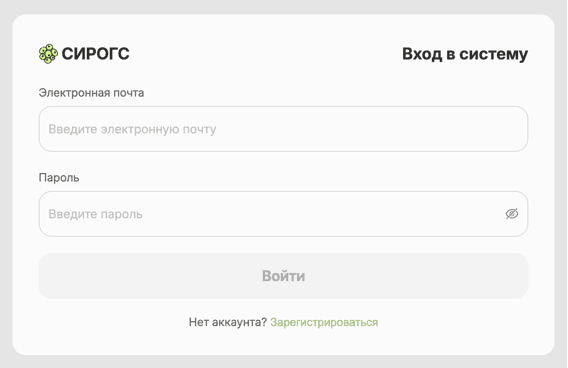 СИРОГС
Вход в систему
Электронная почта
Введите электронную почту
Пароль
Введите пароль
Войти
Нет аккаунта? Зарегистрироваться